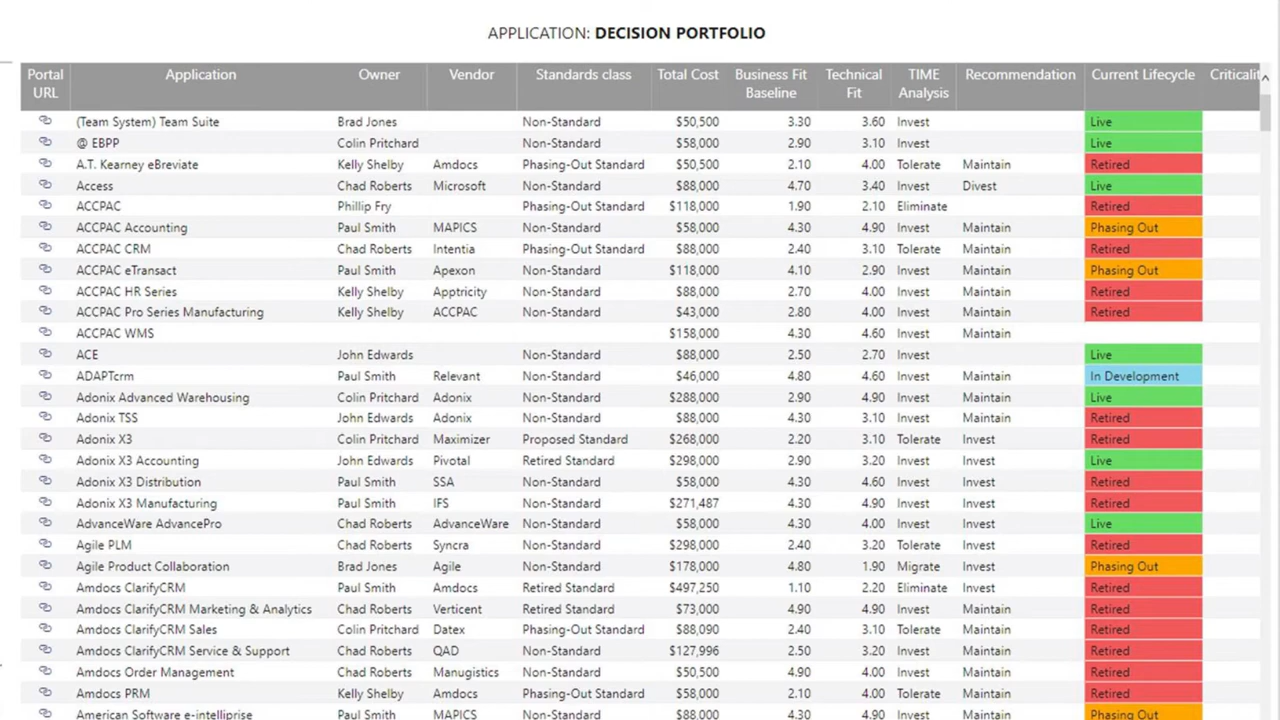 APPLICATION: DECISION PORTFOLIO
Portal URL Application Owner Vendor Standards class Total Cost Business Fit Baseline Technical Fit TIME Analysis Recommendation Current Lifecycle Criticalit
(Team System) Team Suite Brad Jones Non-Standard $50,500 3.30 3.60 Invest Live
@ EBPP Colin Pritchard Non-Standard $58,000 2.90 3.10 Invest Live
A.T. Kearney eBreviate Kelly Shelby Amdocs Phasing-Out Standard $50,500 2.10 4.00 Tolerate Maintain Retired
Access Chad Roberts Microsoft Non-Standard $88,000 4.70 3.40 Invest Divest Live
ACCPAC Phillip Fry Phasing-Out Standard $118,000 1.90 2.10 Eliminate Retired
ACCPAC Accounting Paul Smith MAPICS Non-Standard $58,000 4.30 4.90 Invest Maintain Phasing Out
ACCPAC CRM Chad Roberts Intentia Phasing-Out Standard $88,000 2.40 3.10 Tolerate Maintain Retired
ACCPAC eTransact Paul Smith Apexon Non-Standard $118,000 4.10 2.90 Invest Maintain Phasing Out
ACCPAC HR Series Kelly Shelby Apptricity Non-Standard $88,000 2.70 4.00 Invest Maintain Retired
ACCPAC Pro Series Manufacturing Kelly Shelby ACCPAC Non-Standard $43,000 2.80 4.00 Invest Maintain Retired
ACCPAC WMS $158,000 4.30 4.60 Invest Maintain
ACE John Edwards Non-Standard $88,000 2.50 2.70 Invest Live
ADAPTcrm Paul Smith Relevant Non-Standard $46,000 4.80 4.60 Invest Maintain In Development
Adonix Advanced Warehousing Colin Pritchard Adonix Non-Standard $288,000 2.90 4.90 Invest Maintain Live
Adonix TSS John Edwards Adonix Non-Standard $88,000 4.30 3.10 Invest Maintain Retired
Adonix X3 Colin Pritchard Maximizer Proposed Standard $268,000 2.20 3.10 Tolerate Invest Retired
Adonix X3 Accounting John Edwards Pivotal Retired Standard $298,000 2.90 3.20 Invest Invest Live
Adonix X3 Distribution Paul Smith SSA Non-Standard $58,000 4.30 4.60 Invest Invest Retired
Adonix X3 Manufacturing Paul Smith IFS Non-Standard $271,487 4.30 4.90 Invest Invest Retired
AdvanceWare AdvancePro Chad Roberts AdvanceWare Non-Standard $58,000 4.30 4.00 Invest Invest Live
Agile PLM Chad Roberts Syncra Non-Standard $298,000 2.40 3.20 Tolerate Invest Retired
Agile Product Collaboration Brad Jones Agile Non-Standard $178,000 4.80 1.90 Migrate Invest Phasing Out
Amdocs ClarifyCRM Paul Smith Amdocs Retired Standard $497,250 1.10 2.20 Eliminate Invest Retired
Amdocs ClarifyCRM Marketing & Analytics Chad Roberts Verticent Retired Standard $73,000 4.90 4.90 Invest Maintain Retired
Amdocs ClarifyCRM Sales Colin Pritchard Datex Phasing-Out Standard $88,090 2.40 3.10 Tolerate Maintain Retired
Amdocs ClarifyCRM Service & Support Chad Roberts QAD Non-Standard $127,996 2.50 3.20 Invest Maintain Retired
Amdocs Order Management Chad Roberts Manugistics Non-Standard $50,500 4.90 4.00 Invest Maintain Retired
Amdocs PRM Kelly Shelby Amdocs Phasing-Out Standard $58,000 2.10 4.00 Tolerate Maintain Retired
American Software e-intelliprise Paul Smith MAPICS Non-Standard $88,000 4.30 4.90 Invest Maintain Phasing Out